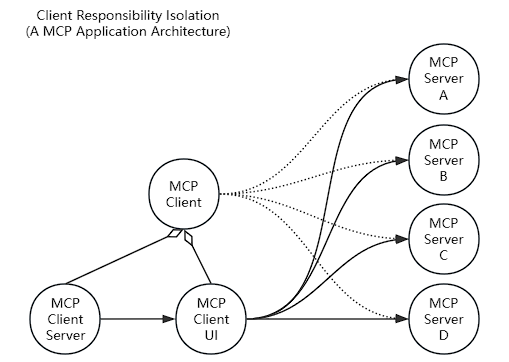 Client Responsibility Isolation
(A MCP Application Architecture)
MCP
Server
A
MCP
Server
B
MCP
Client
MCP
Server
C
MCP
Client
Server
MCP
Client
UI
MCP
Server
D